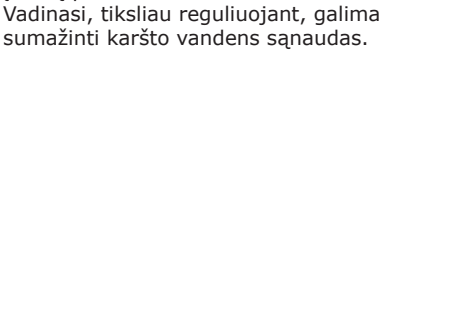 Vadinasi, tiksliau reguliuojant, galima
sumažinti karšto vandens sąnaudas.